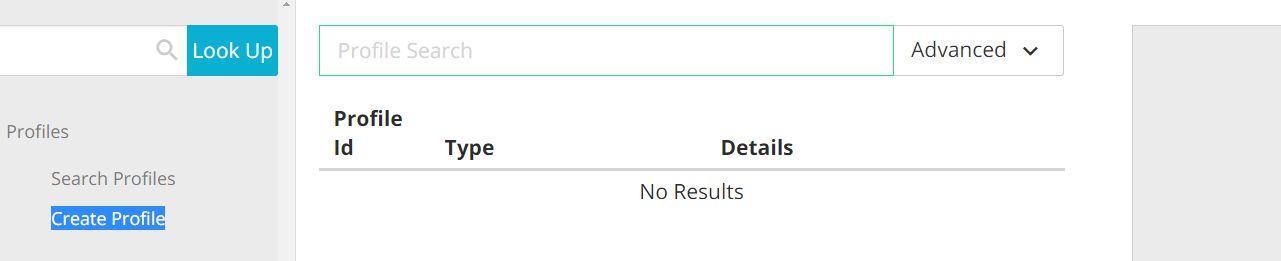 Look Up
Profiles
Search Profiles
Create Profile
Profile Search
Advanced
Profile
Id Type Details
No Results